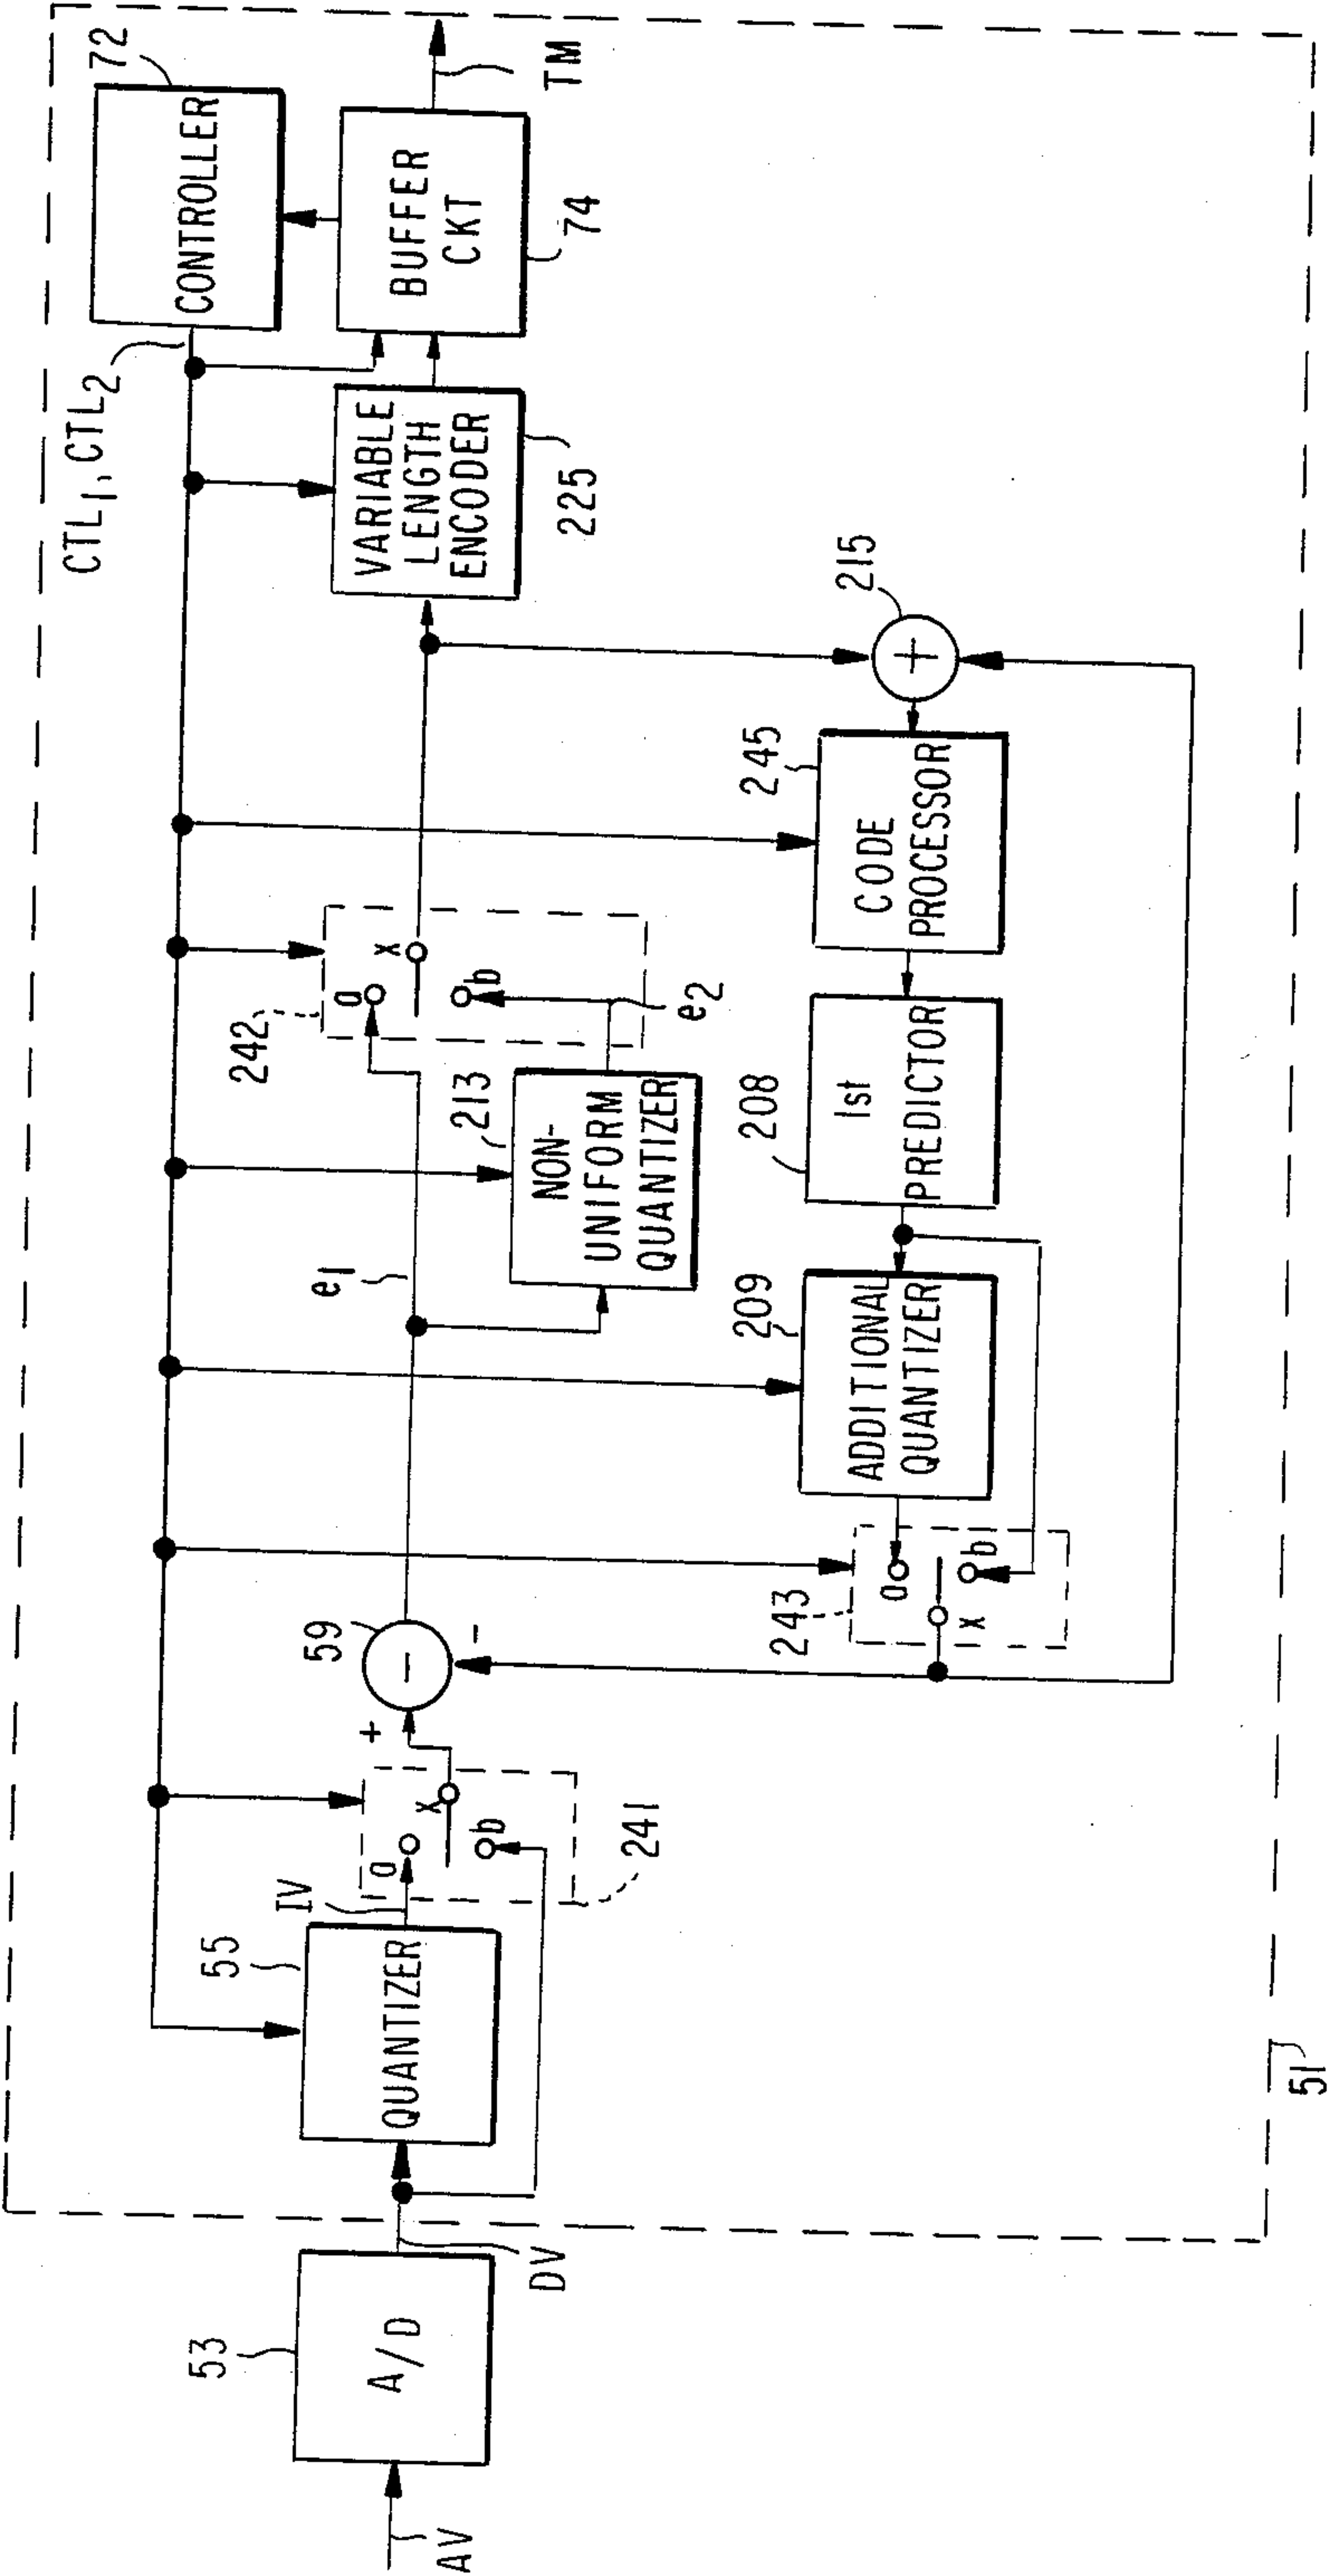 CTL1, CTL2
72
CONTROLLER
TM
BUFFER
CKT
74
VARIABLE
LENGTH
ENCODER
225
242
a
x
b
e2
213
NON-
UNIFORM
QUANTIZER
e1
59
-
+
-
241
a
x
b
IV
55
QUANTIZER
DV
53
A/D
AV
243
a
x
b
209
ADDITIONAL
QUANTIZER
208
1st
PREDICTOR
245
CODE
PROCESSOR
215
+
51